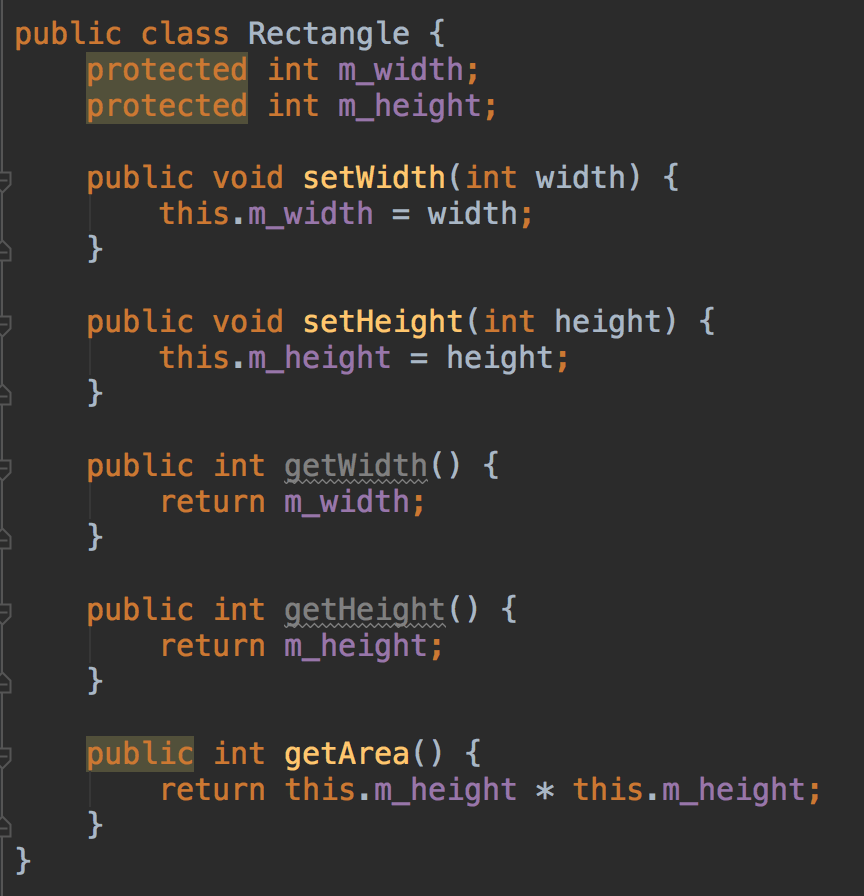 public class Rectangle {
    protected int m_width;
    protected int m_height;

    public void setWidth(int width) {
        this.m_width = width;
    }

    public void setHeight(int height) {
        this.m_height = height;
    }

    public int getWidth() {
        return m_width;
    }

    public int getHeight() {
        return m_height;
    }

    public int getArea() {
        return this.m_height * this.m_height;
    }
}